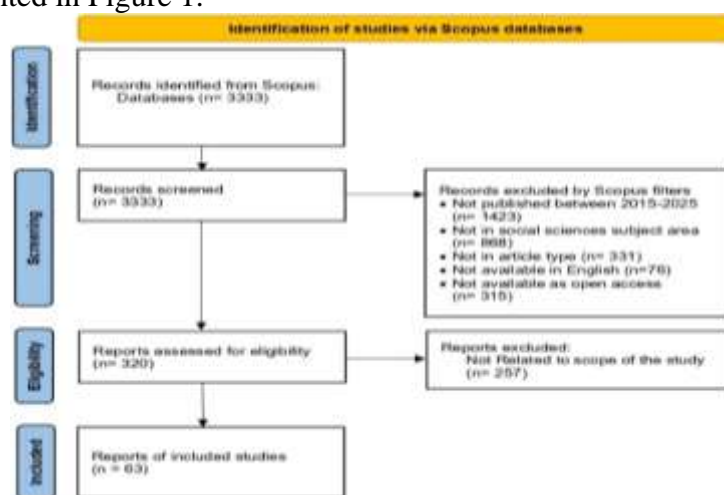 nted in Figure 1.
Identification of studies via Scopus databases
Identification
Records identified from Scopus:
Databases (n= 3333)
Screening
Records screened
(n= 3333)
Records excluded by Scopus filters
• Not published between 2015-2025
(n= 1423)
• Not in social sciences subject area
(n= 868)
• Not in article type (n= 331)
• Not available in English (n=76)
• Not available as open access
(n= 315)
Eligibility
Reports assessed for eligibility
(n= 320)
Reports excluded:
Not Related to scope of the study
(n= 257)
Included
Reports of included studies
(n = 63)